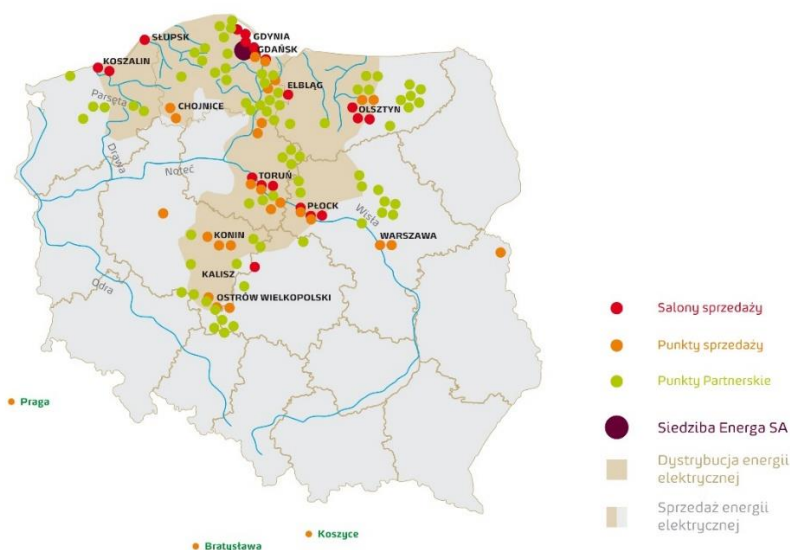 SŁUPSK
GDYNIA
GDAŃSK
KOSZALIN
ELBLĄG
Parsęta
CHOJNICE
OLSZTYN
Drawa
Noteć
TORUŃ
PŁOCK
Wisła
KONIN
WARSZAWA
KALISZ
Odra
OSTRÓW WIELKOPOLSKI
Salony sprzedaży
Punkty sprzedaży
Punkty Partnerskie
Praga
Siedziba Energa SA
Dystrybucja energii
elektrycznej
Sprzedaż energii
elektrycznej
Koszyce
Bratysława